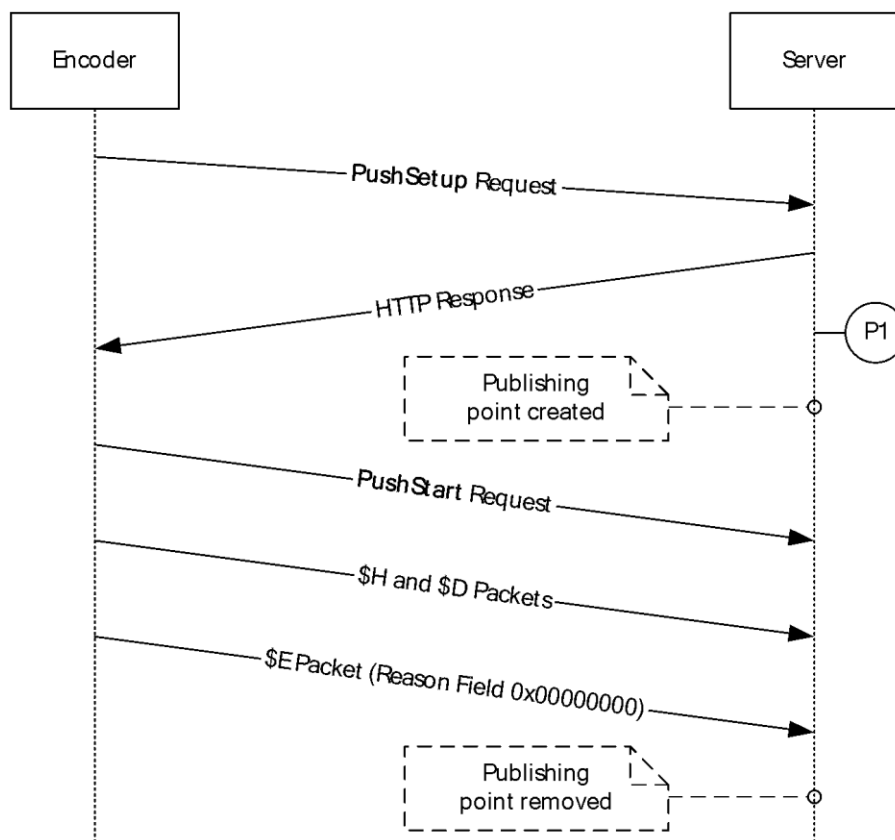 Encoder
Server
PushSetup Request
HTTP Response
P1
Publishing
point created
PushStart Request
$H and $D Packets
$E Packet (Reason Field 0x00000000)
Publishing
point removed